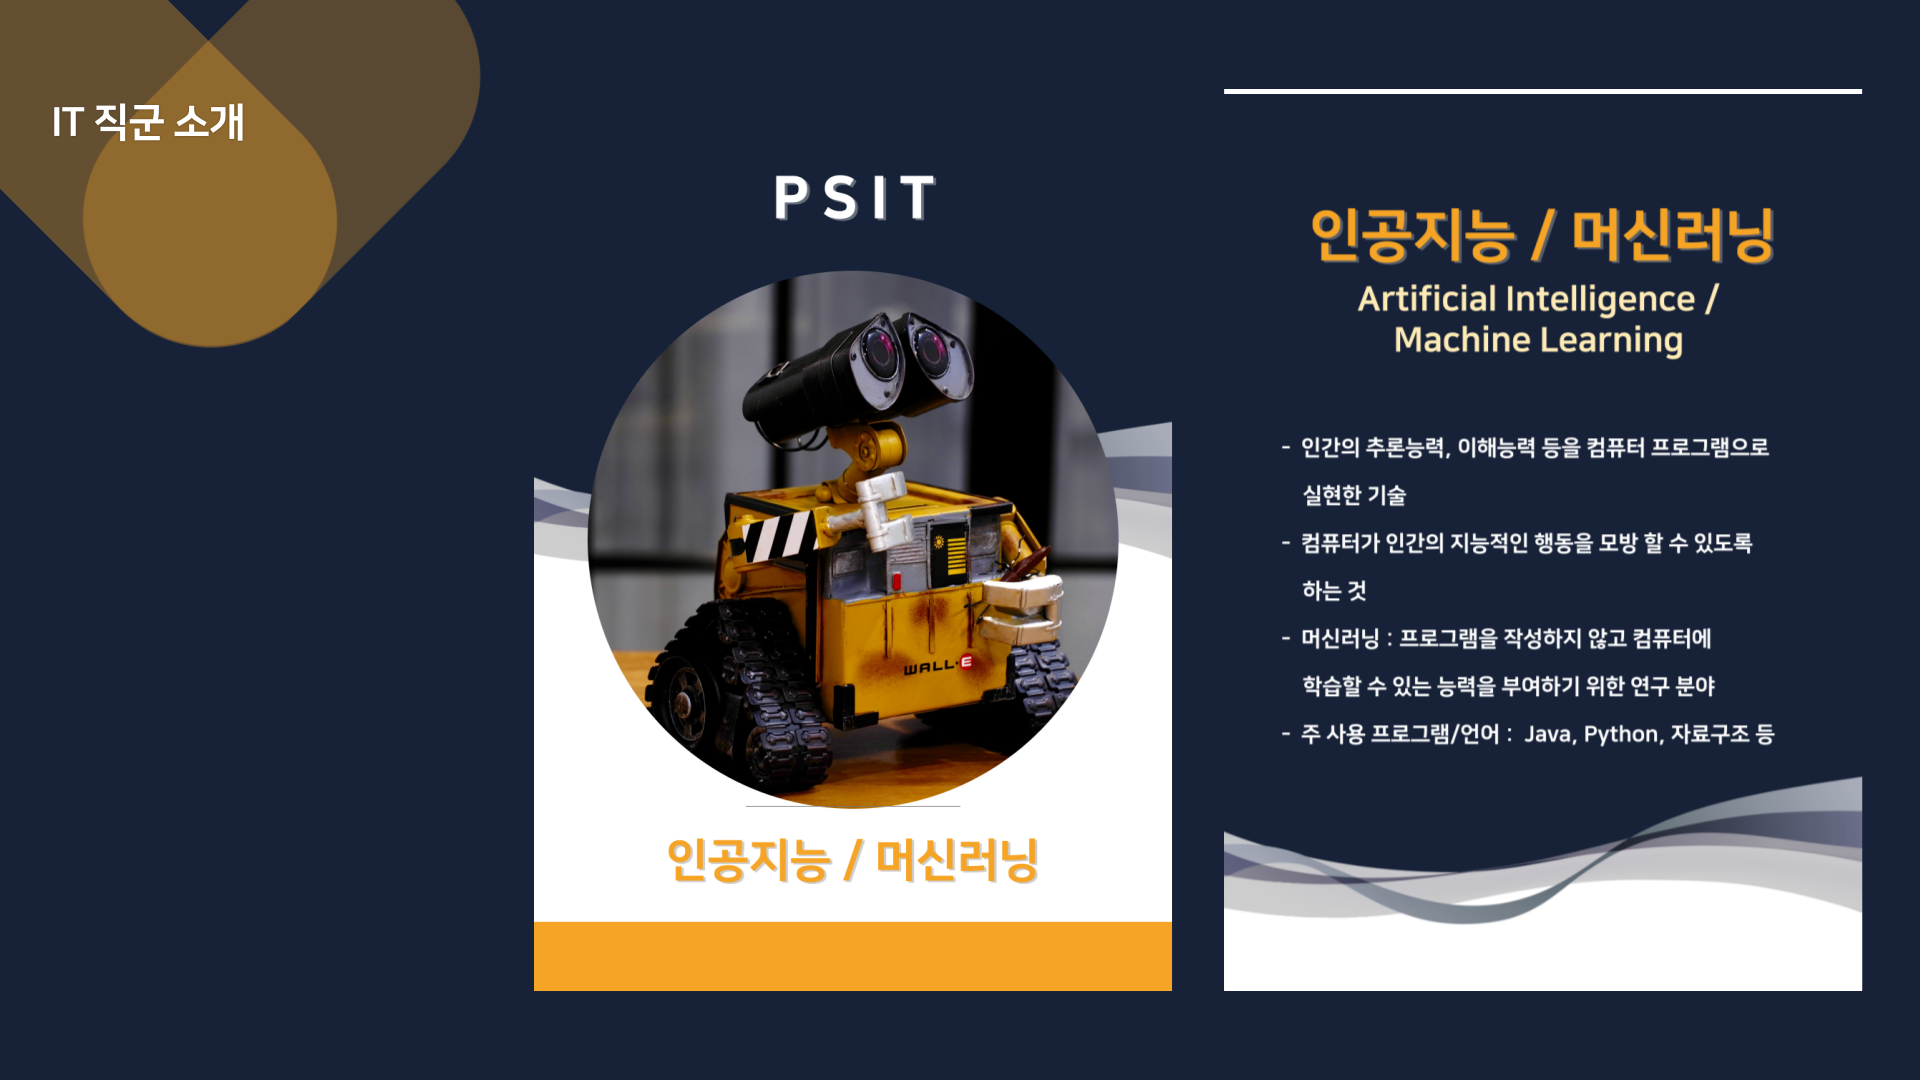 IT 직군 소개
PSIT
WALL·E
인공지능 / 머신러닝
인공지능 / 머신러닝
Artificial Intelligence /
Machine Learning
- 인간의 추론능력, 이해능력 등을 컴퓨터 프로그램으로
실현한 기술
- 컴퓨터가 인간의 지능적인 행동을 모방 할 수 있도록
하는 것
- 머신러닝 : 프로그램을 작성하지 않고 컴퓨터에
학습할 수 있는 능력을 부여하기 위한 연구 분야
- 주 사용 프로그램/언어 : Java, Python, 자료구조 등